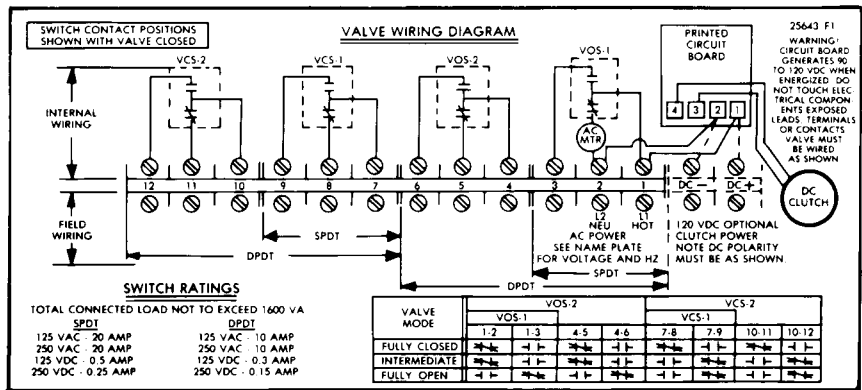 SWITCH CONTACT POSITIONS
SHOWN WITH VALVE CLOSED
VALVE WIRING DIAGRAM
25643 F1
WARNING!
CIRCUIT BOARD
GENERATES 90
TO 120 VDC WHEN
ENERGIZED. DO
NOT TOUCH ELEC-
TRICAL COMPON-
ENTS EXPOSED
LEADS, TERMINALS
OR CONTACTS
VALVE MUST
BE WIRED
AS SHOWN
PRINTED
CIRCUIT
BOARD
4 3 2 1
VCS-2
VCS-1
VOS-2
VOS-1
INTERNAL
WIRING
AC
MTR
12 11 10 9 8 7 6 5 4 3 2 1 DC - DC +
DC
CLUTCH
FIELD
WIRING
L2
NEU
L1
HOT
AC POWER
SEE NAME PLATE
FOR VOLTAGE AND HZ
120 VDC OPTIONAL
CLUTCH POWER
NOTE DC POLARITY
MUST BE AS SHOWN.
SPDT
DPDT
SPDT
DPDT
SWITCH RATINGS
TOTAL CONNECTED LOAD NOT TO EXCEED 1600 VA
SPDT DPDT
125 VAC - 20 AMP 125 VAC - 10 AMP
250 VAC - 20 AMP 250 VAC - 10 AMP
125 VDC - 0.5 AMP 125 VDC - 0.3 AMP
250 VDC - 0.25 AMP 250 VDC - 0.15 AMP
VALVE
MODE
VOS-2 VCS-2
VOS-1 VCS-1
1-2 1-3 4-5 4-6 7-8 7-9 10-11 10-12
FULLY CLOSED
INTERMEDIATE
FULLY OPEN